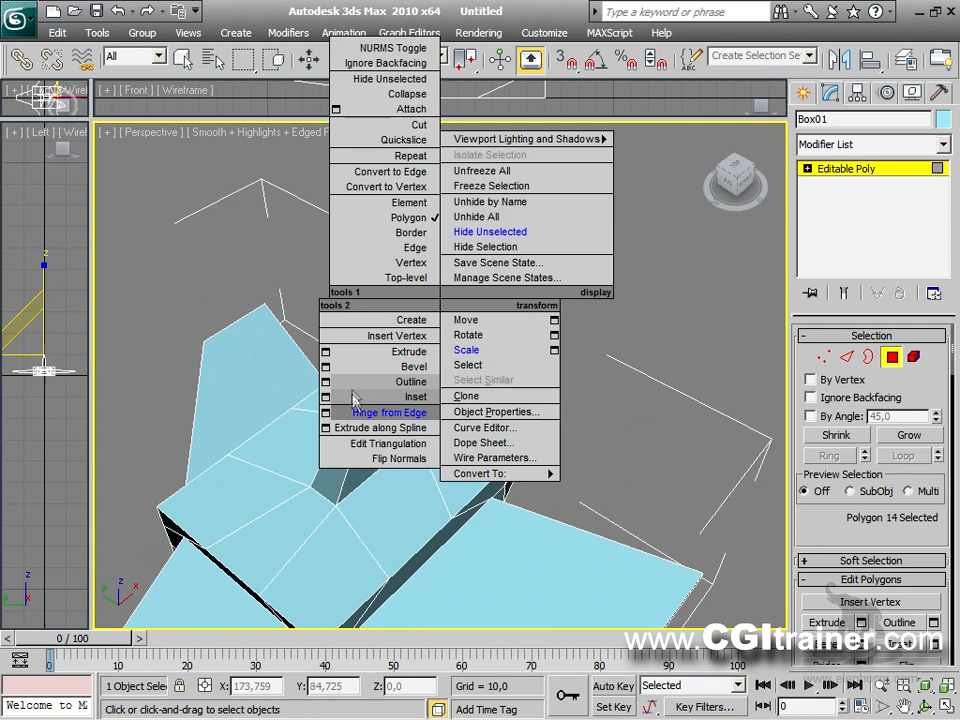 Autodesk 3ds Max 2010 x64 Untitled
Type a keyword or phrase
Edit Tools Group Views Create Modifiers Animation Graph Editors Rendering Customize MAXScript Help
All
Create Selection Se
[ + ] [ Front ] [ Wireframe ]
[ + ] [ Left ] [ Wire
[ + ] [ Perspective ] [ Smooth + Highlights + Edged F
NURMS Toggle
Ignore Backfacing
Hide Unselected
Collapse
Attach
Cut
Quickslice
Repeat
Convert to Edge
Convert to Vertex
Element
Polygon
Border
Edge
Vertex
Top-level
tools 1
Viewport Lighting and Shadows
Isolate Selection
Unfreeze All
Freeze Selection
Unhide by Name
Unhide All
Hide Unselected
Hide Selection
Save Scene State...
Manage Scene States...
display
tools 2
Create
Insert Vertex
Extrude
Bevel
Outline
Inset
Hinge from Edge
Extrude along Spline
Edit Triangulation
Flip Normals
transform
Move
Rotate
Scale
Select
Select Similar
Clone
Object Properties...
Curve Editor...
Dope Sheet...
Wire Parameters...
Convert To:
Box01
Modifier List
Editable Poly
Selection
By Vertex
Ignore Backfacing
By Angle: 45,0
Shrink Grow
Ring Loop
Preview Selection
Off SubObj Multi
Polygon 14 Selected
Soft Selection
Edit Polygons
Insert Vertex
Extrude Outline
www.CGItrainer.com
0 / 100
0 10 20 30 40 50 60 70 80 90 100
1 Object Sele X: 173,759 Y: 84,725 Z: 0,0 Grid = 10,0 Auto Key Selected
Welcome to M
Click or click-and-drag to select objects Add Time Tag Set Key Key Filters... 0